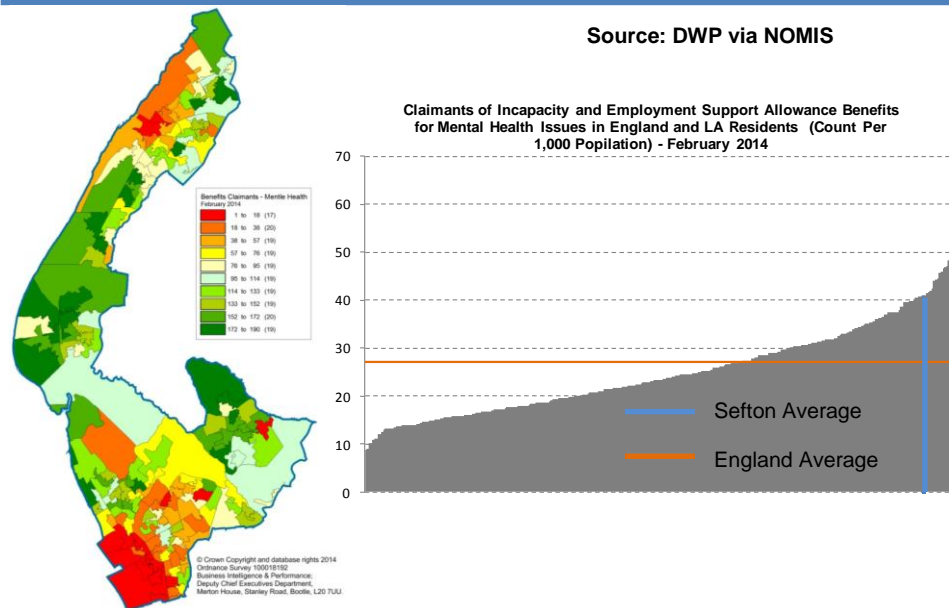 Source: DWP via NOMIS
Claimants of Incapacity and Employment Support Allowance Benefits
for Mental Health Issues in England and LA Residents (Count Per
1,000 Popilation) - February 2014
70
60
50
40
30
20
10
0
Sefton Average
England Average
Benefits Claimants - Mentle Health
February 2014
1 to 18 (17)
18 to 38 (20)
38 to 57 (19)
57 to 76 (19)
76 to 95 (19)
95 to 114 (19)
114 to 133 (19)
133 to 152 (19)
152 to 172 (20)
172 to 190 (19)
© Crown Copyright and database rights 2014
Ordnance Survey 100018192
Business Intelligence & Performance;
Deputy Chief Executives Department,
Merton House, Stanley Road, Bootle, L20 7UU.